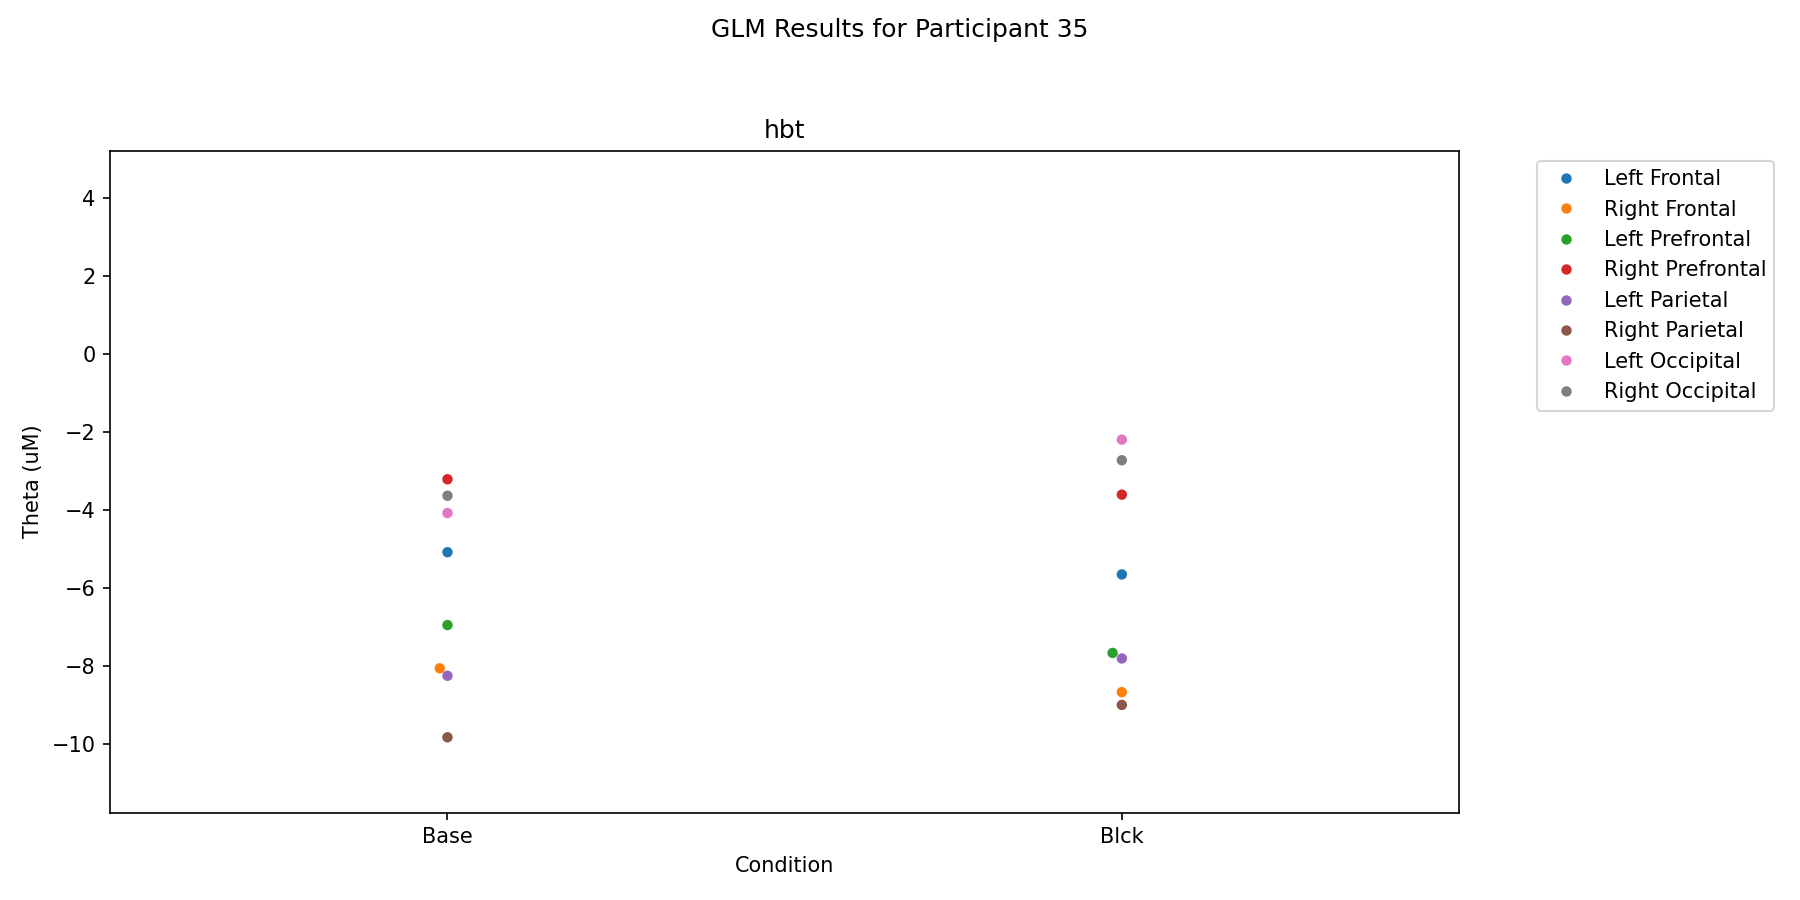 GLM Results for Participant 35
hbt
4
2
0
−2
−4
−6
−8
−10
Theta (uM)
Base
Blck
Condition
Left Frontal
Right Frontal
Left Prefrontal
Right Prefrontal
Left Parietal
Right Parietal
Left Occipital
Right Occipital